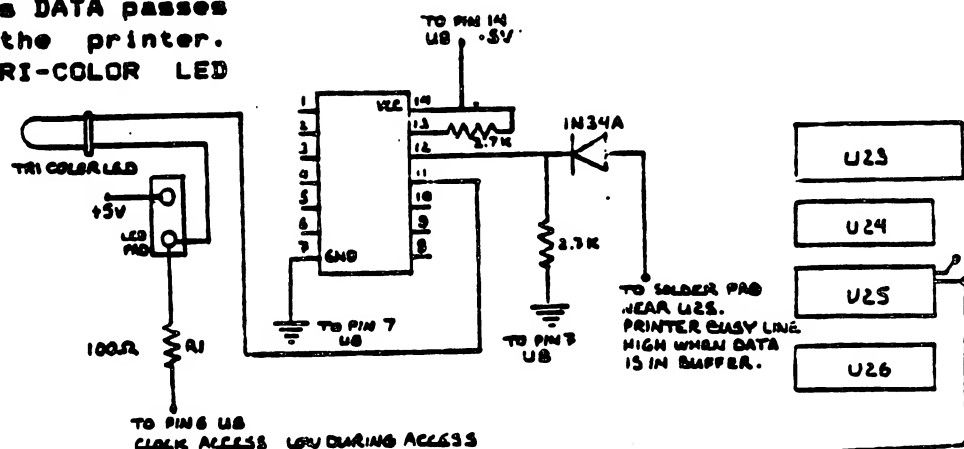 s DATA passes
the printer.
RI-COLOR LED
TO PIN 14
U8 .5V
TRI COLOR LED
+5V
LED
PAD
100Ω R1
TO PIN 6 U8
CLOCK ACCESS LOW DURING ACCESS
1
2
3
4
5
6
7 GND
VCC 14
13
12
11
10
9
8
2.7K
1N34A
2.7K
TO PIN 7
U8
TO PIN 7
U8
TO SOLDER PAD
NEAR U25.
PRINTER BUSY LINE
HIGH WHEN DATA
IS IN BUFFER.
U23
U24
U25
U26